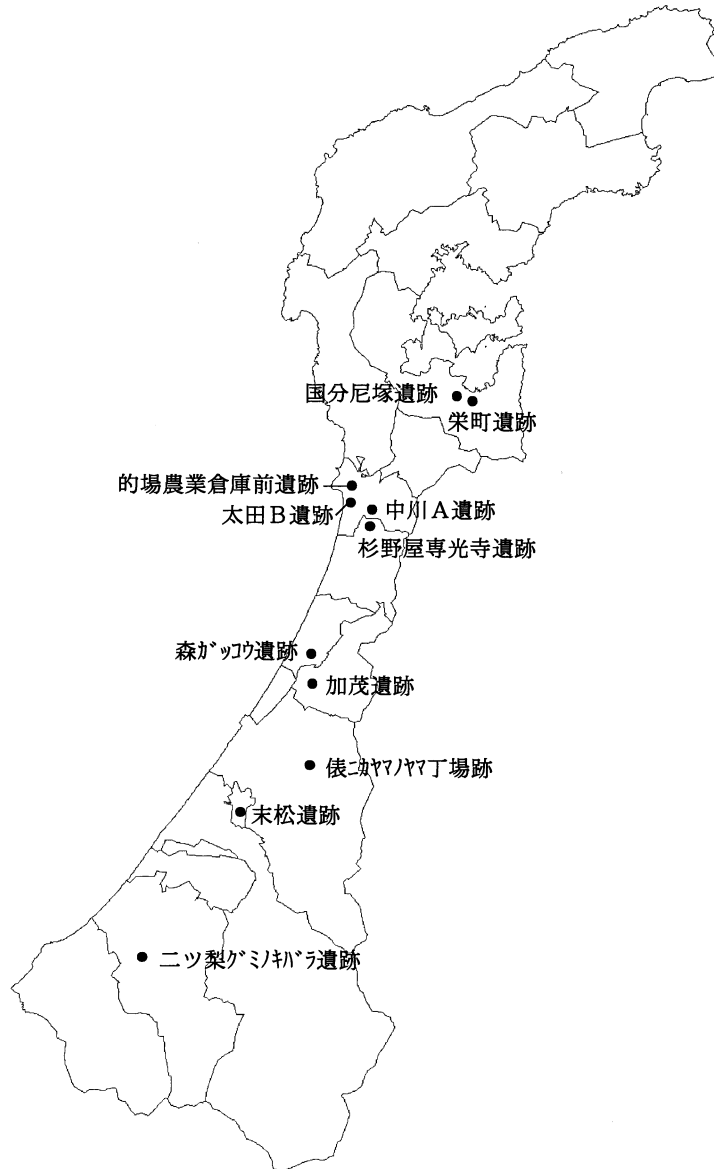 国分尼塚遺跡
栄町遺跡
的場農業倉庫前遺跡
太田Ｂ遺跡
中川Ａ遺跡
杉野屋専光寺遺跡
森ｶﾞｯｺｳ遺跡
加茂遺跡
俵ﾆｶﾔﾏﾉﾔﾏ丁場跡
末松遺跡
二ツ梨ｸﾞﾐﾉｷﾊﾞﾗ遺跡